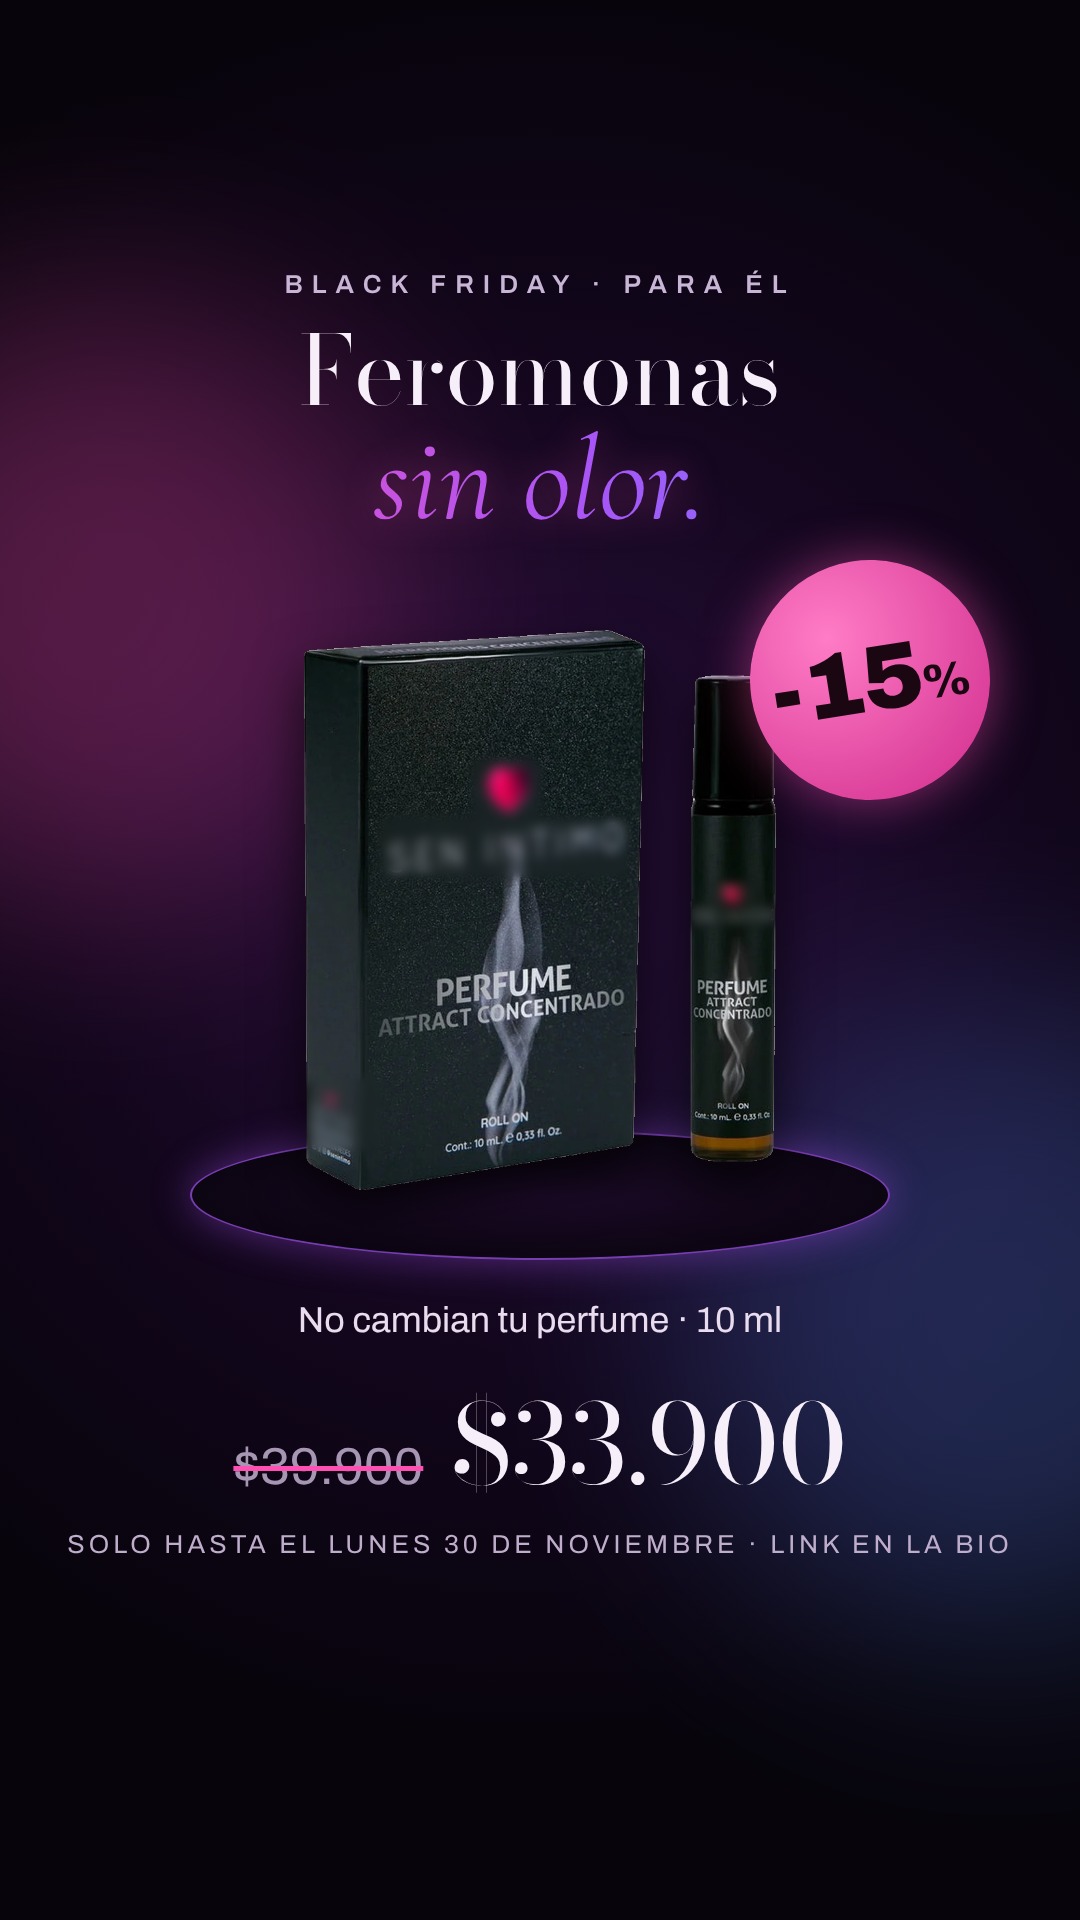 BLACK FRIDAY · PARA ÉL
Feromonas
sin olor.
-15%
SEN INTIMO
PERFUME
ATTRACT CONCENTRADO
ROLL ON
Cont.: 10 mL. ℮ 0,33 fl. Oz.
PERFUME
ATTRACT
CONCENTRADO
ROLL ON
Cont.: 10 mL ℮ 0,33 fl. Oz
No cambian tu perfume · 10 ml
$39.900 $33.900
SOLO HASTA EL LUNES 30 DE NOVIEMBRE · LINK EN LA BIO